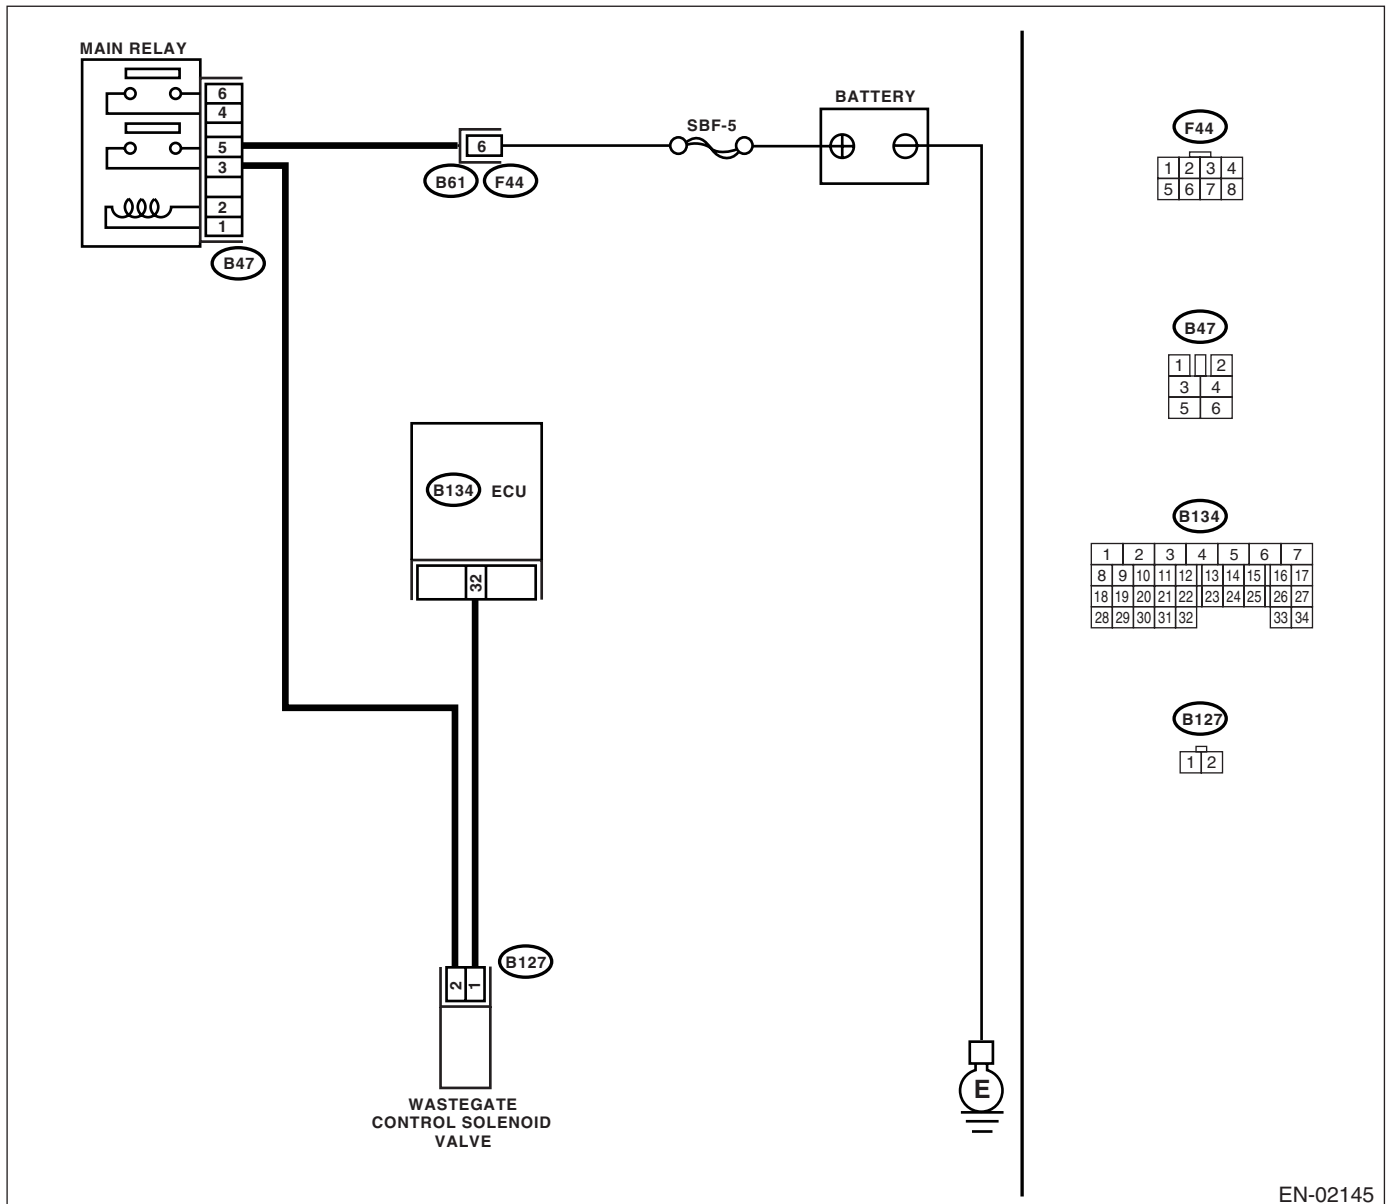 MAIN RELAY
6
4
5
3
2
1
B47
6
B61 F44
SBF-5
BATTERY
B134 ECU
32
B127
2 1
WASTEGATE
CONTROL SOLENOID
VALVE
E
F44
1 2 3 4
5 6 7 8
B47
1 2
3 4
5 6
B134
1 2 3 4 5 6 7
8 9 10 11 12 13 14 15 16 17
18 19 20 21 22 23 24 25 26 27
28 29 30 31 32 33 34
B127
1 2
EN-02145